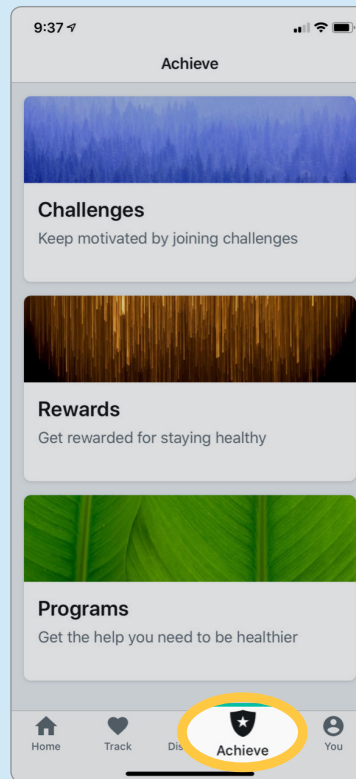 9:37
Achieve
Challenges
Keep motivated by joining challenges
Rewards
Get rewarded for staying healthy
Programs
Get the help you need to be healthier
Home Track Achieve You